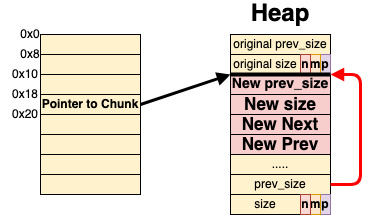 Heap
0x0
0x8
0x10
0x18
0x20
Pointer to Chunk
original prev_size
original size n m p
New prev_size
New size
New Next
New Prev
.....
prev_size
size n m p